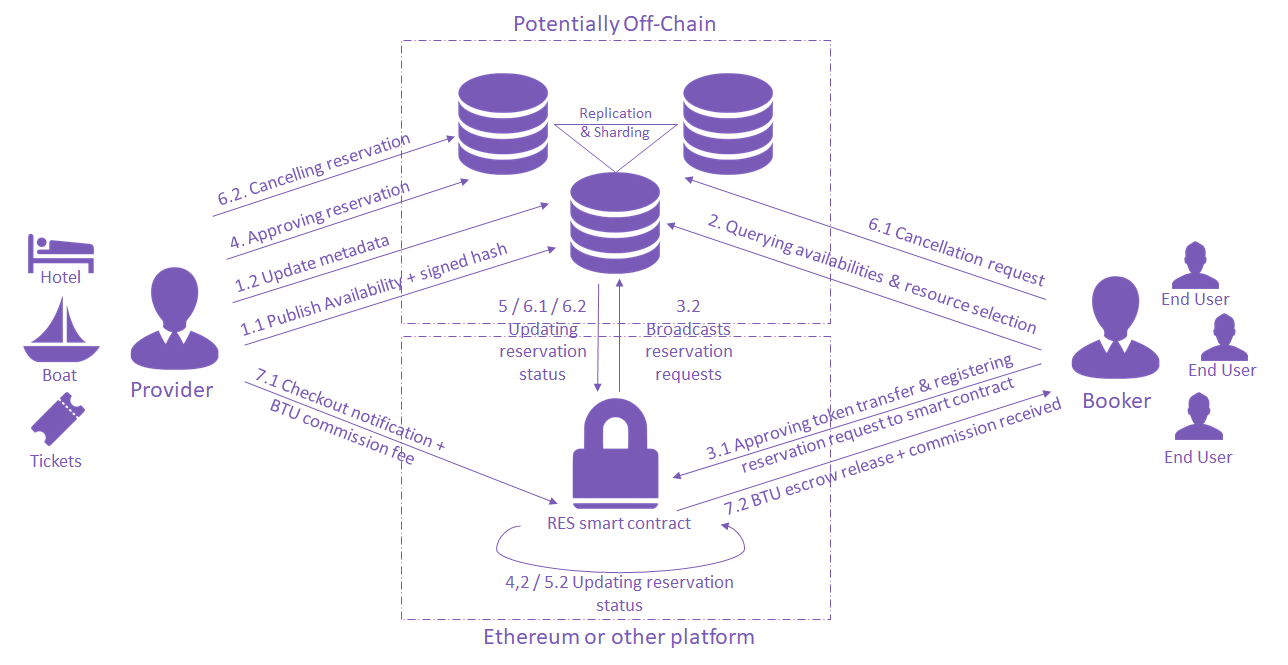 Potentially Off-Chain
Replication
& Sharding
6.2. Cancelling reservation
4. Approving reservation
1.2 Update metadata
1.1 Publish Availability + signed hash
6.1 Cancellation request
2. Querying availabilities & resource selection
Hotel
Boat
Tickets
Provider
5 / 6.1 / 6.2
Updating
reservation
status
3.2
Broadcasts
reservation
requests
End User
End User
End User
Booker
7.1 Checkout notification +
BTU commission fee
3.1 Approving token transfer & registering
reservation request to smart contract
7.2 BTU escrow release + commission received
RES smart contract
4,2 / 5.2 Updating reservation
status
Ethereum or other platform